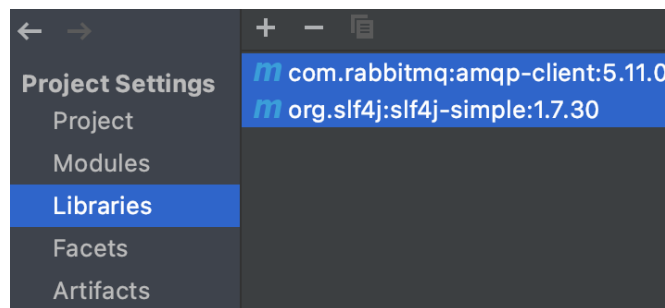 Project Settings
Project
Modules
Libraries
Facets
Artifacts
m com.rabbitmq:amqp-client:5.11.0
m org.slf4j:slf4j-simple:1.7.30